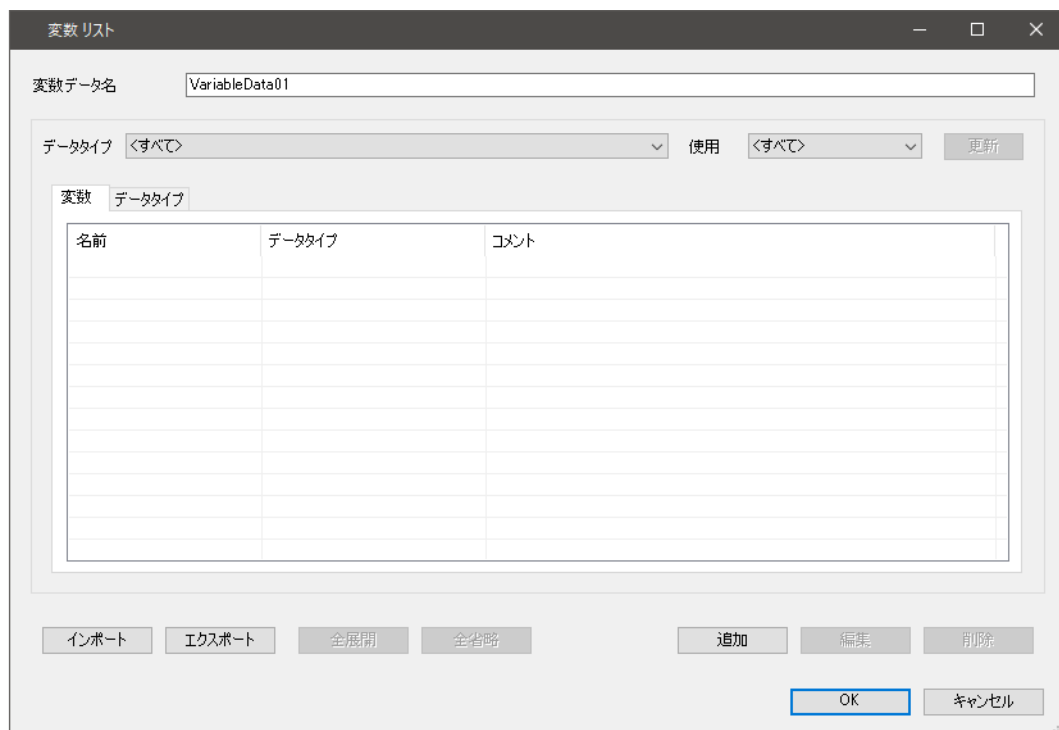 変数リスト
変数データ名 VariableData01
データタイプ <すべて> 使用 <すべて> 更新
変数 データタイプ
名前 データタイプ コメント
インポート エクスポート 全展開 全省略 追加 編集 削除
OK キャンセル